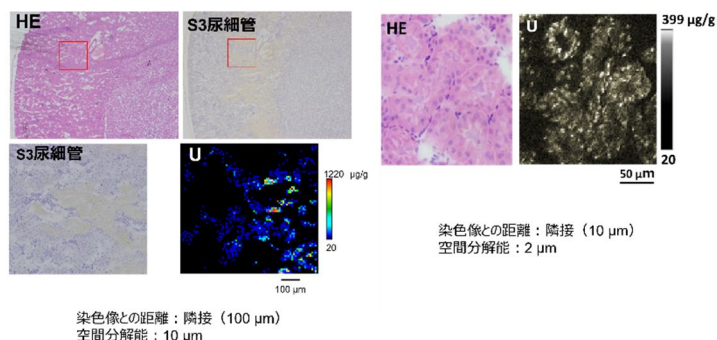 HE
S3尿細管
S3尿細管
U
1220 μg/g
20
100 μm
染色像との距離：隣接（100 μm）
空間分解能：10 μm
HE
U
399 μg/g
20
50 μm
染色像との距離：隣接（10 μm）
空間分解能：2 μm